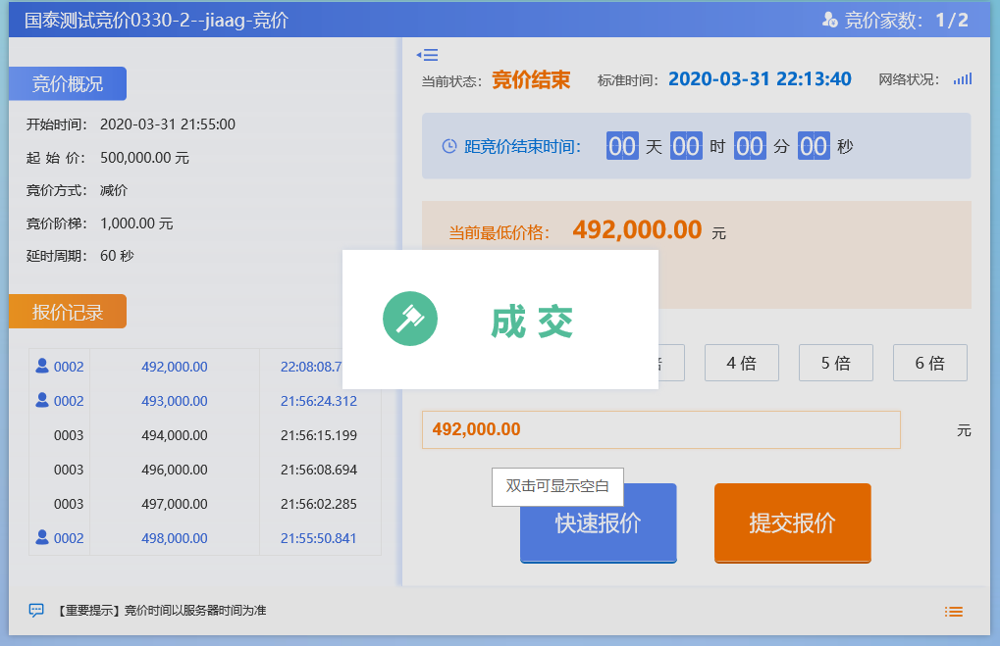 国泰测试竞价0330-2--jiaag-竞价
竞价家数： 1/2
竞价概况
开始时间： 2020-03-31 21:55:00
起 始 价： 500,000.00 元
竞价方式： 减价
竞价阶梯： 1,000.00 元
延时周期： 60 秒
报价记录
0002 492,000.00 22:08:08.7
0002 493,000.00 21:56:24.312
0003 494,000.00 21:56:15.199
0003 496,000.00 21:56:08.694
0003 497,000.00 21:56:02.285
0002 498,000.00 21:55:50.841
当前状态： 竞价结束 标准时间： 2020-03-31 22:13:40 网络状况：
距竞价结束时间： 00 天 00 时 00 分 00 秒
当前最低价格： 492,000.00 元
成交
4 倍 5 倍 6 倍
492,000.00 元
双击可显示空白
快速报价 提交报价
【重要提示】竞价时间以服务器时间为准